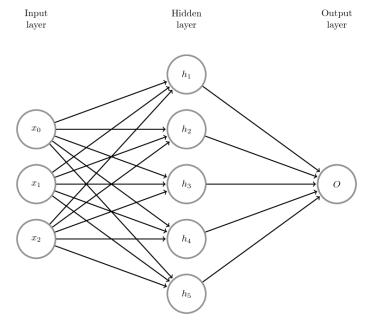 Input
layer
Hidden
layer
Output
layer
h₁
x₀
h₂
x₁
h₃
O
x₂
h₄
h₅